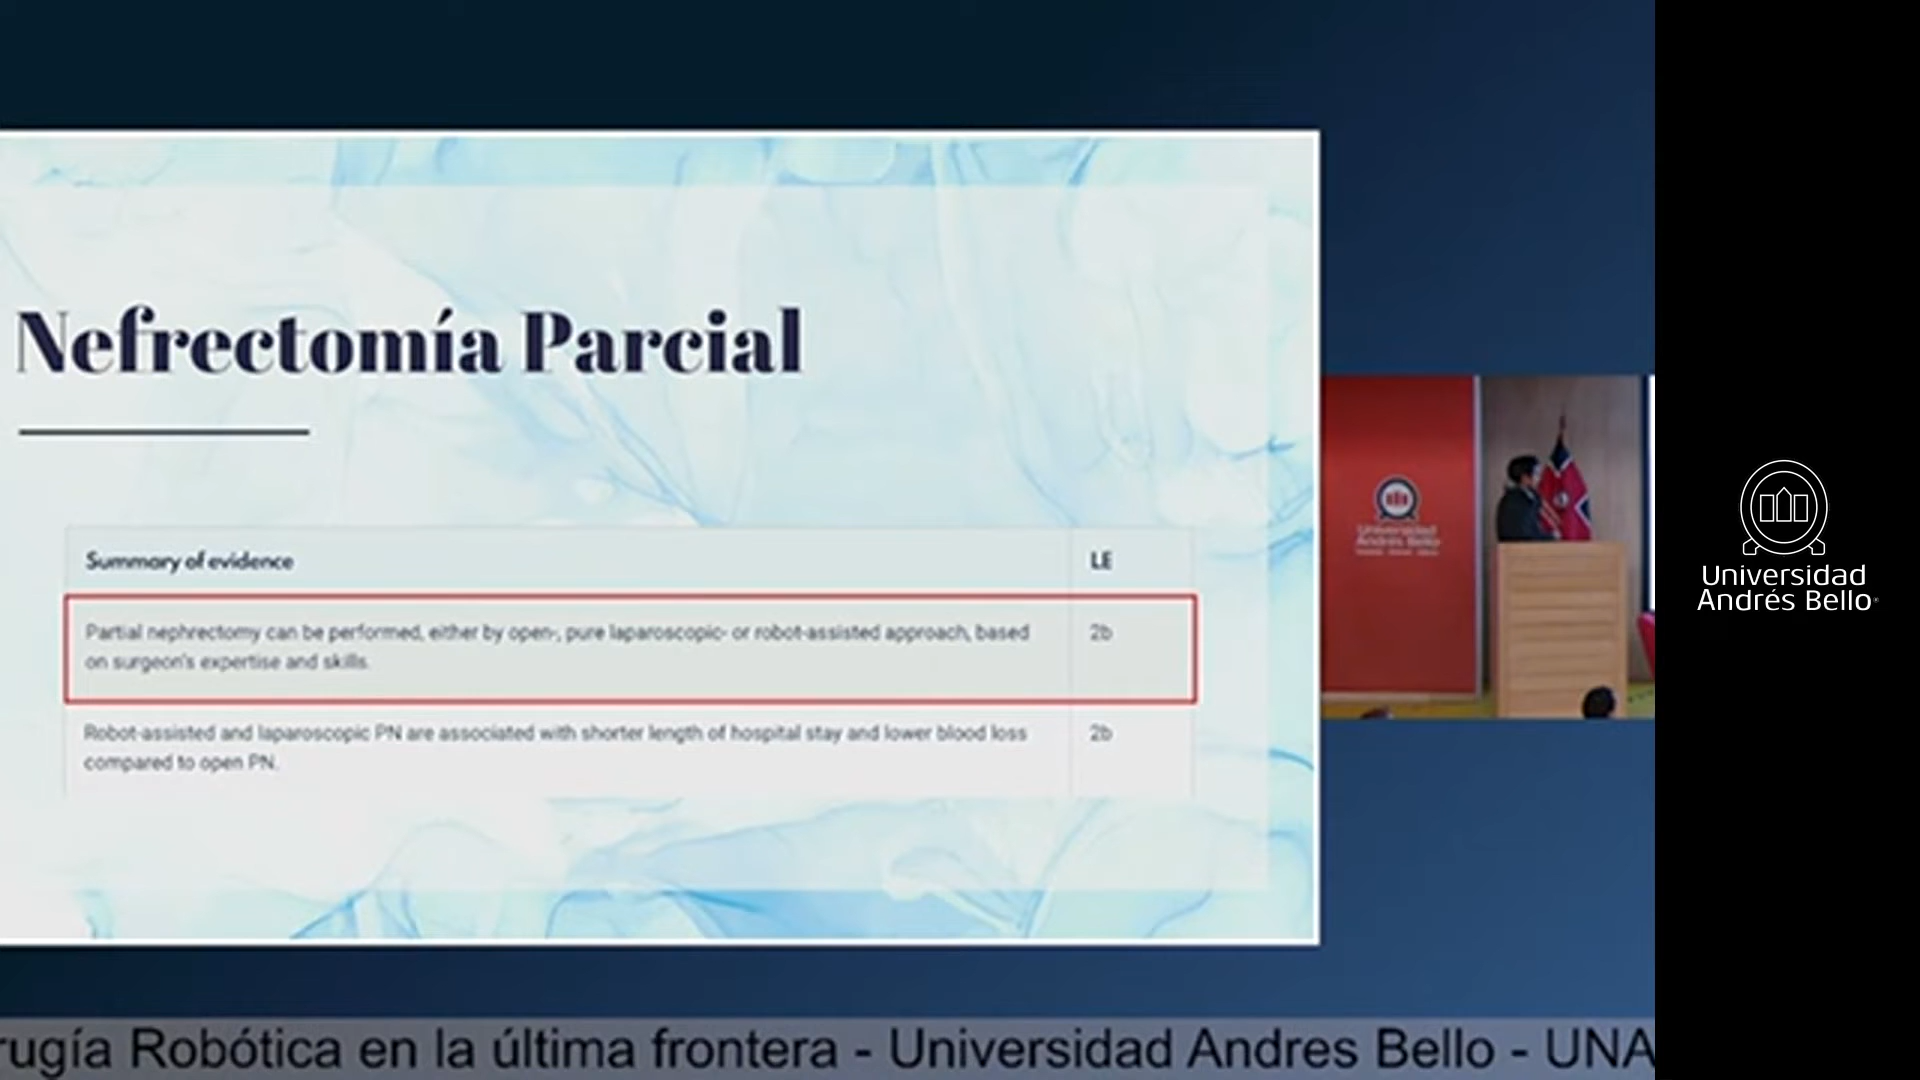 Nefrectomía Parcial
Summary of evidence
LE
Partial nephrectomy can be performed, either by open-, pure laparoscopic- or robot-assisted approach, based
on surgeon's expertise and skills.
2b
Robot-assisted and laparoscopic PN are associated with shorter length of hospital stay and lower blood loss
compared to open PN.
2b
Universidad
Andrés Bello
Universidad
Andrés Bello
rugía Robótica en la última frontera - Universidad Andres Bello - UNA